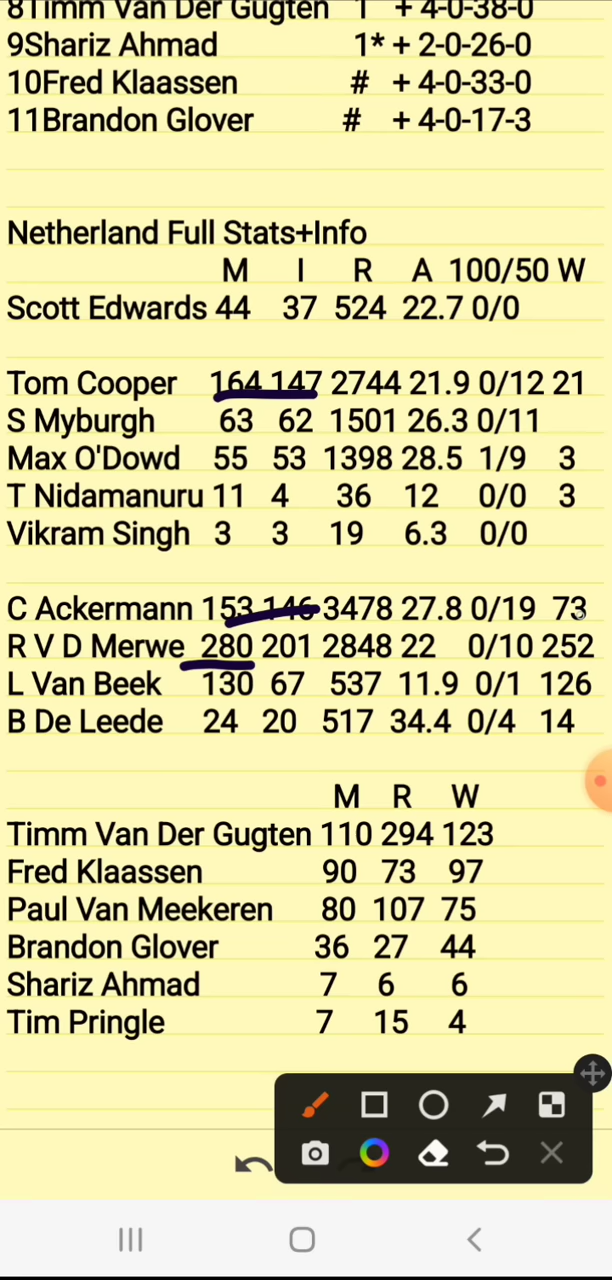 8Timm Van Der Gugten 1 + 4-0-38-0
9Shariz Ahmad 1* + 2-0-26-0
10Fred Klaassen # + 4-0-33-0
11Brandon Glover # + 4-0-17-3
Netherland Full Stats+Info
M I R A 100/50 W
Scott Edwards 44 37 524 22.7 0/0
Tom Cooper 164 147 2744 21.9 0/12 21
S Myburgh 63 62 1501 26.3 0/11
Max O'Dowd 55 53 1398 28.5 1/9 3
T Nidamanuru 11 4 36 12 0/0 3
Vikram Singh 3 3 19 6.3 0/0
C Ackermann 153 146 3478 27.8 0/19 73
R V D Merwe 280 201 2848 22 0/10 252
L Van Beek 130 67 537 11.9 0/1 126
B De Leede 24 20 517 34.4 0/4 14
M R W
Timm Van Der Gugten 110 294 123
Fred Klaassen 90 73 97
Paul Van Meekeren 80 107 75
Brandon Glover 36 27 44
Shariz Ahmad 7 6 6
Tim Pringle 7 15 4